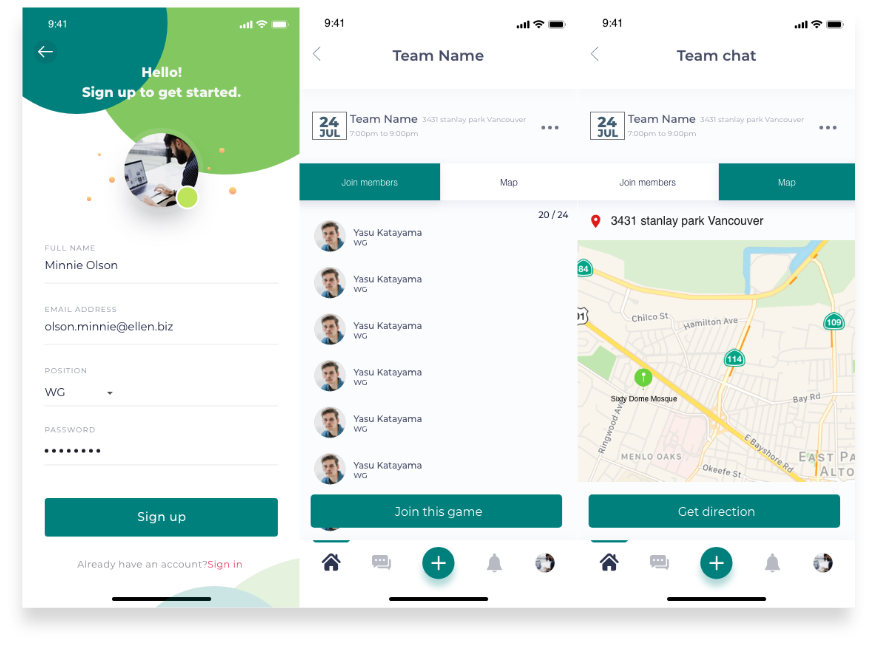 9:41
Hello!
Sign up to get started.
FULL NAME
Minnie Olson
EMAIL ADDRESS
olson.minnie@ellen.biz
POSITION
WG
PASSWORD
Sign up
Already have an account?Sign in
9:41
Team Name
24
JUL
Team Name 3431 stanlay park Vancouver
7:00pm to 9:00pm
Join members
Map
20 / 24
Yasu Katayama
WG
Yasu Katayama
WG
Yasu Katayama
WG
Yasu Katayama
WG
Yasu Katayama
WG
Yasu Katayama
WG
Join this game
9:41
Team chat
24
JUL
Team Name 3431 stanlay park Vancouver
7:00pm to 9:00pm
Join members
Map
3431 stanlay park Vancouver
84
Chilco St
Hamilton Ave
109
114
Sixty Dome Mosque
Bay Rd
Ringwood Ave
E Bayshore Rd
MENLO OAKS
Okeefe St
EAST PA
ALTO
Get direction